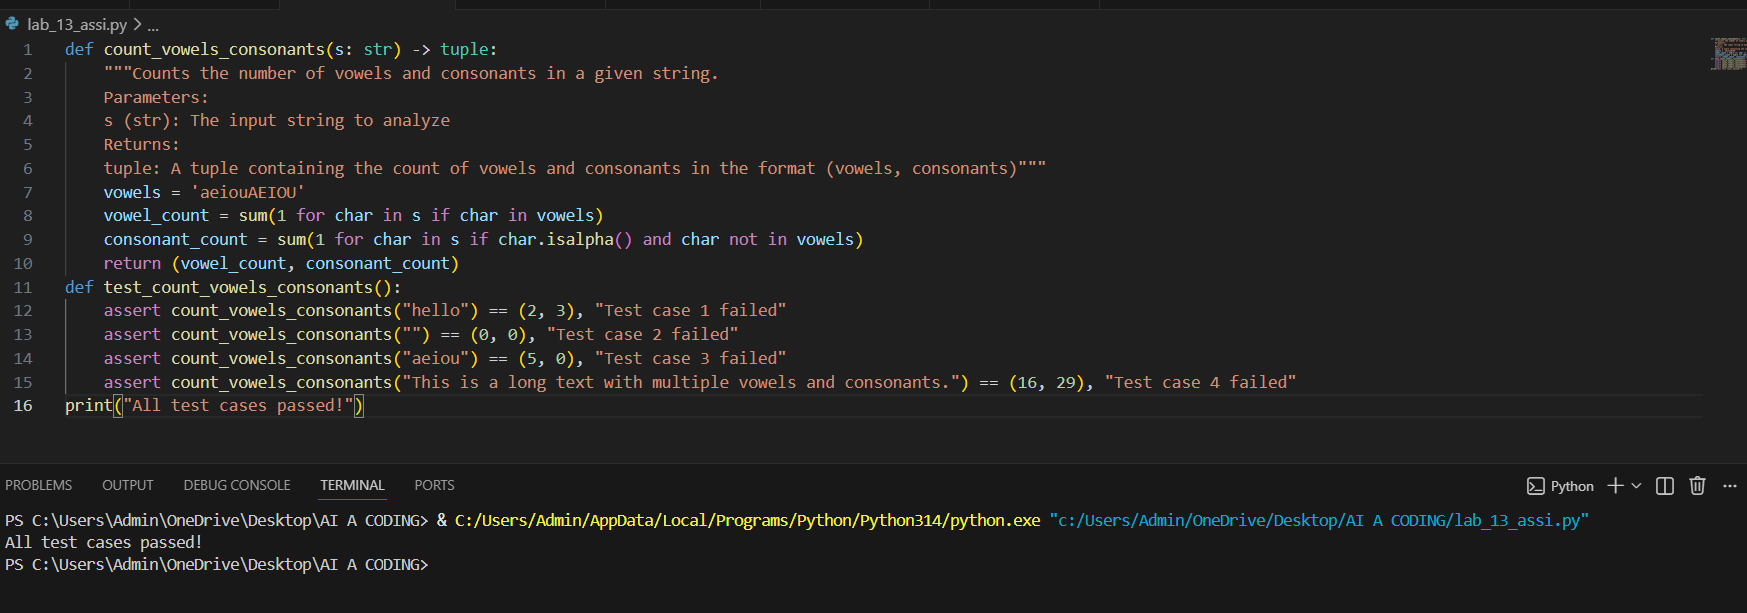 lab_13_assi.py > ...
1 def count_vowels_consonants(s: str) -> tuple:
2     """Counts the number of vowels and consonants in a given string.
3     Parameters:
4     s (str): The input string to analyze
5     Returns:
6     tuple: A tuple containing the count of vowels and consonants in the format (vowels, consonants)"""
7     vowels = 'aeiouAEIOU'
8     vowel_count = sum(1 for char in s if char in vowels)
9     consonant_count = sum(1 for char in s if char.isalpha() and char not in vowels)
10     return (vowel_count, consonant_count)
11 def test_count_vowels_consonants():
12     assert count_vowels_consonants("hello") == (2, 3), "Test case 1 failed"
13     assert count_vowels_consonants("") == (0, 0), "Test case 2 failed"
14     assert count_vowels_consonants("aeiou") == (5, 0), "Test case 3 failed"
15     assert count_vowels_consonants("This is a long text with multiple vowels and consonants.") == (16, 29), "Test case 4 failed"
16 print("All test cases passed!")
PROBLEMS OUTPUT DEBUG CONSOLE TERMINAL PORTS Python
PS C:\Users\Admin\OneDrive\Desktop\AI A CODING> & C:/Users/Admin/AppData/Local/Programs/Python/Python314/python.exe "c:/Users/Admin/OneDrive/Desktop/AI A CODING/lab_13_assi.py"
All test cases passed!
PS C:\Users\Admin\OneDrive\Desktop\AI A CODING>